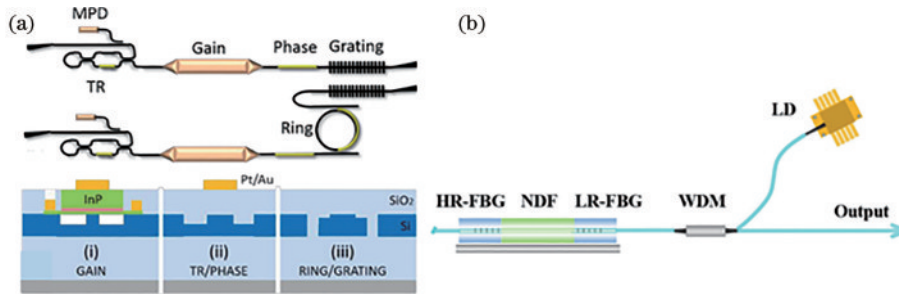 (a)
MPD
Gain
Phase
Grating
TR
Ring
Pt/Au
InP
SiO₂
Si
(i)
(ii)
(iii)
GAIN
TR/PHASE
RING/GRATING
(b)
LD
HR-FBG
NDF
LR-FBG
WDM
Output